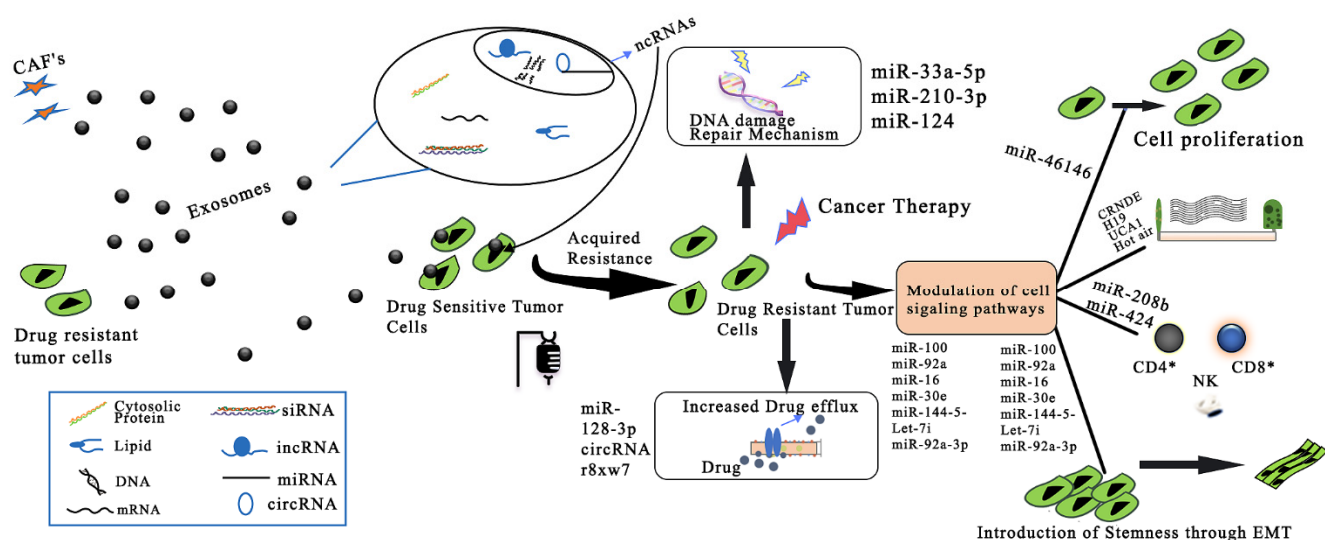 CAF's
Exosomes
Drug resistant
tumor cells
ncRNAs
Drug Sensitive Tumor
Cells
Acquired
Resistance
DNA damage
Repair Mechanism
miR-33a-5p
miR-210-3p
miR-124
Cancer Therapy
Drug Resistant Tumor
Cells
miR-
128-3p
circRNA
r8xw7
Increased Drug efflux
Drug
Modulation of cell
sigaling pathways
miR-100
miR-92a
miR-16
miR-30e
miR-144-5-
Let-7i
miR-92a-3p
miR-100
miR-92a
miR-16
miR-30e
miR-144-5-
Let-7i
miR-92a-3p
miR-46146
Cell proliferation
CRNDE
H19
UCA1
Hot air
miR-208b
miR-424
CD4*
CD8*
NK
Introduction of Stemness through EMT
Cytosolic
Protein
Lipid
DNA
mRNA
siRNA
incRNA
miRNA
circRNA